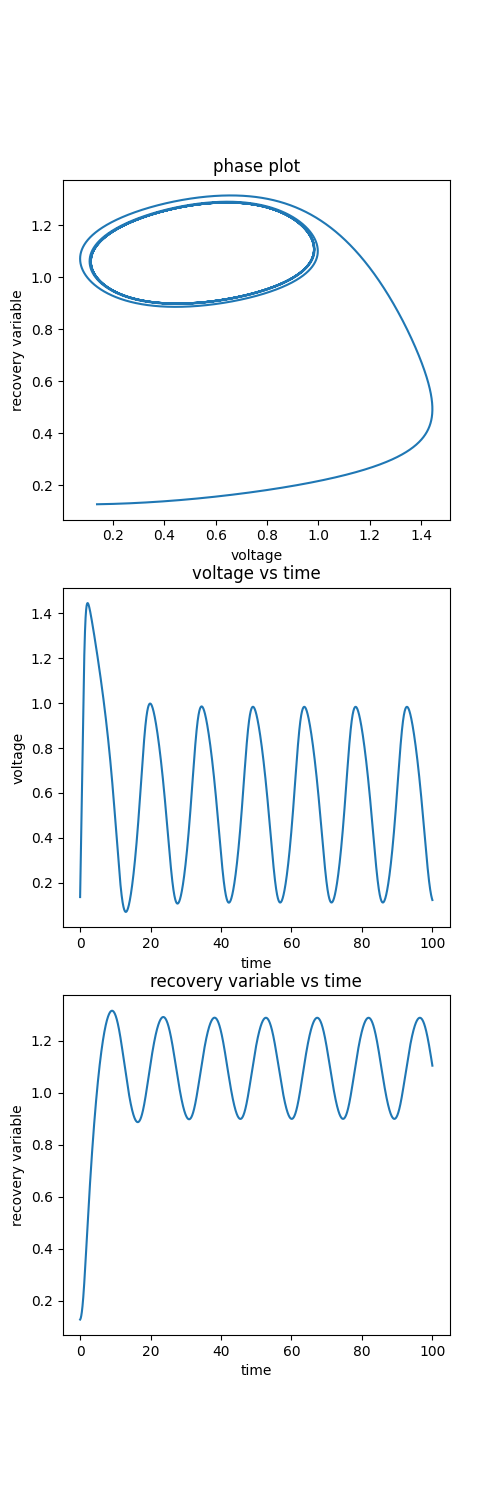 phase plot
1.2
1.0
0.8
0.6
0.4
0.2
recovery variable
0.2 0.4 0.6 0.8 1.0 1.2 1.4
voltage
voltage vs time
1.4
1.2
1.0
0.8
0.6
0.4
0.2
voltage
0 20 40 60 80 100
time
recovery variable vs time
1.2
1.0
0.8
0.6
0.4
0.2
recovery variable
0 20 40 60 80 100
time